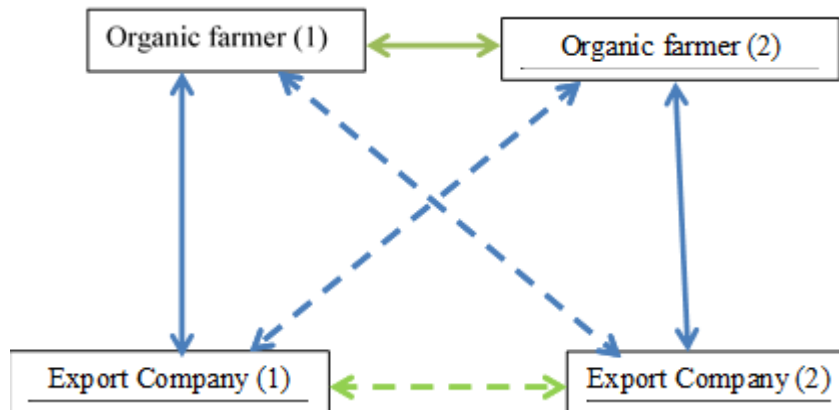 Organic farmer (1)
Organic farmer (2)
Export Company (1)
Export Company (2)